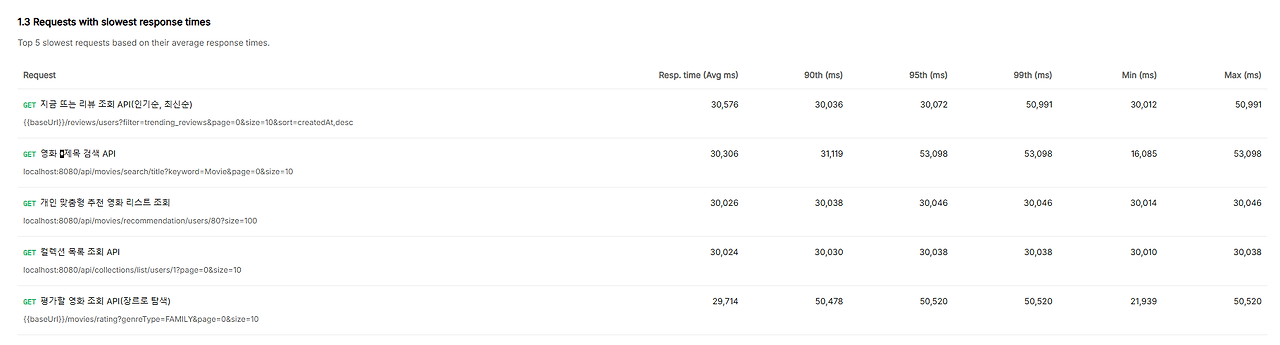 1.3 Requests with slowest response times
Top 5 slowest requests based on their average response times.
Request Resp. time (Avg ms) 90th (ms) 95th (ms) 99th (ms) Min (ms) Max (ms)
GET 지금 뜨는 리뷰 조회 API(인기순, 최신순) 30,576 30,036 30,072 50,991 30,012 50,991
{{baseUrl}}/reviews/users?filter=trending_reviews&page=0&size=10&sort=createdAt,desc
GET 영화 제목 검색 API 30,306 31,119 53,098 53,098 16,085 53,098
localhost:8080/api/movies/search/title?keyword=Movie&page=0&size=10
GET 개인 맞춤형 추천 영화 리스트 조회 30,026 30,038 30,046 30,046 30,014 30,046
localhost:8080/api/movies/recommendation/users/80?size=100
GET 컬렉션 목록 조회 API 30,024 30,030 30,038 30,038 30,010 30,038
localhost:8080/api/collections/list/users/1?page=0&size=10
GET 평가할 영화 조회 API(장르로 탐색) 29,714 50,478 50,520 50,520 21,939 50,520
{{baseUrl}}/movies/rating?genreType=FAMILY&page=0&size=10